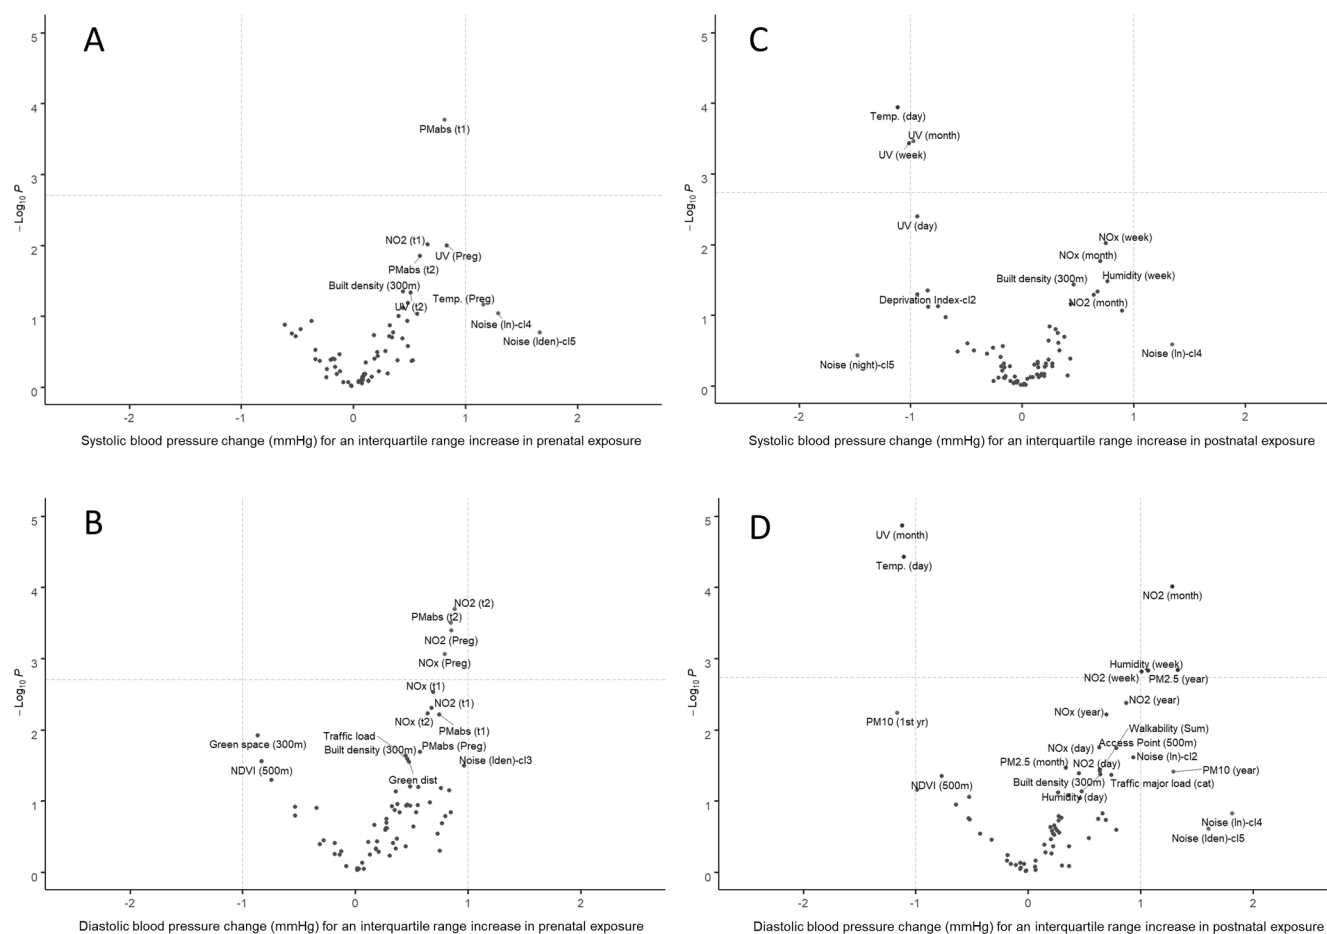 A
5
4
3
2
1
0
− Log10 P
PMabs (t1)
NO2 (t1)
UV (Preg)
PMabs (t2)
Built density (300m)
Temp. (Preg)
UV (t2)
Noise (ln)-cl4
Noise (lden)-cl5
-2 -1 0 1 2
Systolic blood pressure change (mmHg) for an interquartile range increase in prenatal exposure
C
5
4
3
2
1
0
− Log10 P
Temp. (day)
UV (month)
UV (week)
UV (day)
NOx (week)
NOx (month)
Humidity (week)
Built density (300m)
Deprivation Index-cl2
NO2 (month)
Noise (ln)-cl4
Noise (night)-cl5
-2 -1 0 1 2
Systolic blood pressure change (mmHg) for an interquartile range increase in postnatal exposure
B
5
4
3
2
1
0
− Log10 P
NO2 (t2)
PMabs (t2)
NO2 (Preg)
NOx (Preg)
NOx (t1)
NO2 (t1)
NOx (t2)
PMabs (t1)
Traffic load
Green space (300m)
PMabs (Preg)
Built density (300m)
Noise (lden)-cl3
NDVI (500m)
Green dist
-2 -1 0 1 2
Diastolic blood pressure change (mmHg) for an interquartile range increase in prenatal exposure
D
5
4
3
2
1
0
− Log10 P
UV (month)
Temp. (day)
NO2 (month)
Humidity (week)
NO2 (week)
PM2.5 (year)
NO2 (year)
NOx (year)
PM10 (1st yr)
Walkability (Sum)
Access Point (500m)
NOx (day)
Noise (ln)-cl2
PM2.5 (month)
NO2 (day)
PM10 (year)
Built density (300m)
Traffic major load (cat)
NDVI (500m)
Humidity (day)
Noise (ln)-cl4
Noise (lden)-cl5
-2 -1 0 1 2
Diastolic blood pressure change (mmHg) for an interquartile range increase in postnatal exposure